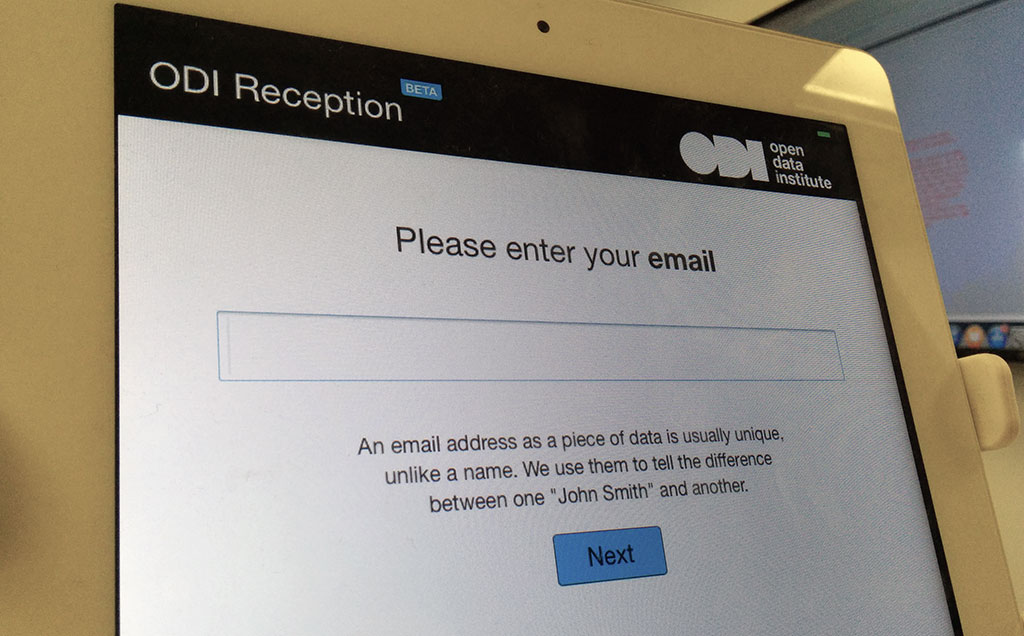 ODI Reception BETA
ODI open
data
institute
Please enter your email
An email address as a piece of data is usually unique,
unlike a name. We use them to tell the difference
between one "John Smith" and another.
Next